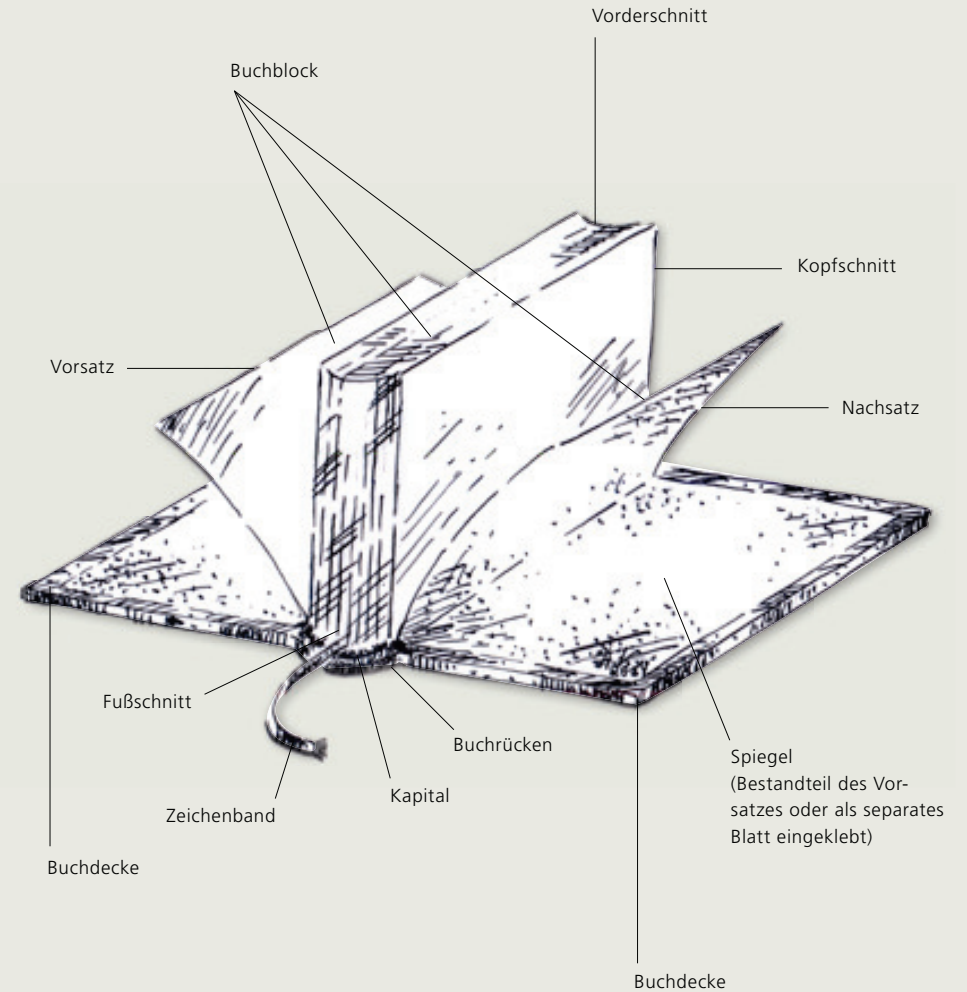 Vorderschnitt
Buchblock
Kopfschnitt
Vorsatz
Nachsatz
Fußschnitt
Buchrücken
Spiegel
(Bestandteil des Vor-
satzes oder als separates
Blatt eingeklebt)
Kapital
Zeichenband
Buchdecke
Buchdecke